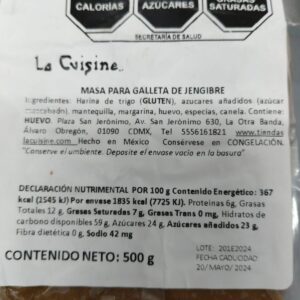 CALORÍAS
AZÚCARES
GRASAS
SATURADAS
SECRETARÍA DE SALUD
La Cuisine..
MASA PARA GALLETA DE JENGIBRE
Ingredientes: Harina de trigo (GLUTEN), azúcares añadidos (azúcar
mascabado), mantequilla, margarina, huevo, especias, canela. Contiene:
HUEVO. Plaza San Jerónimo, Av. San Jerónimo 630, La Otra Banda,
Álvaro Obregón, 01090 CDMX, Tel 5556161821 www.tiendas
lacuisine.com Hecho en México Consérvese en CONGELACIÓN.
"Conserve el ambiente. Deposite el envase vacío en la basura"
DECLARACIÓN NUTRIMENTAL POR 100 g Contenido Energético: 367
kcal (1545 kJ) Por envase 1835 kcal (7725 KJ). Proteínas 6g, Grasas
Totales 12 g, Grasas Saturadas 7 g, Grasas Trans 0 mg, Hidratos de
carbono disponibles 59 g, Azúcares 24 g, Azúcares añadidos 23 g,
Fibra dietética 0 g, Sodio 42 mg
CONTENIDO NETO: 500 g
LOTE: 201E2024
FECHA CADUCIDAD
20/ MAYO/ 2024